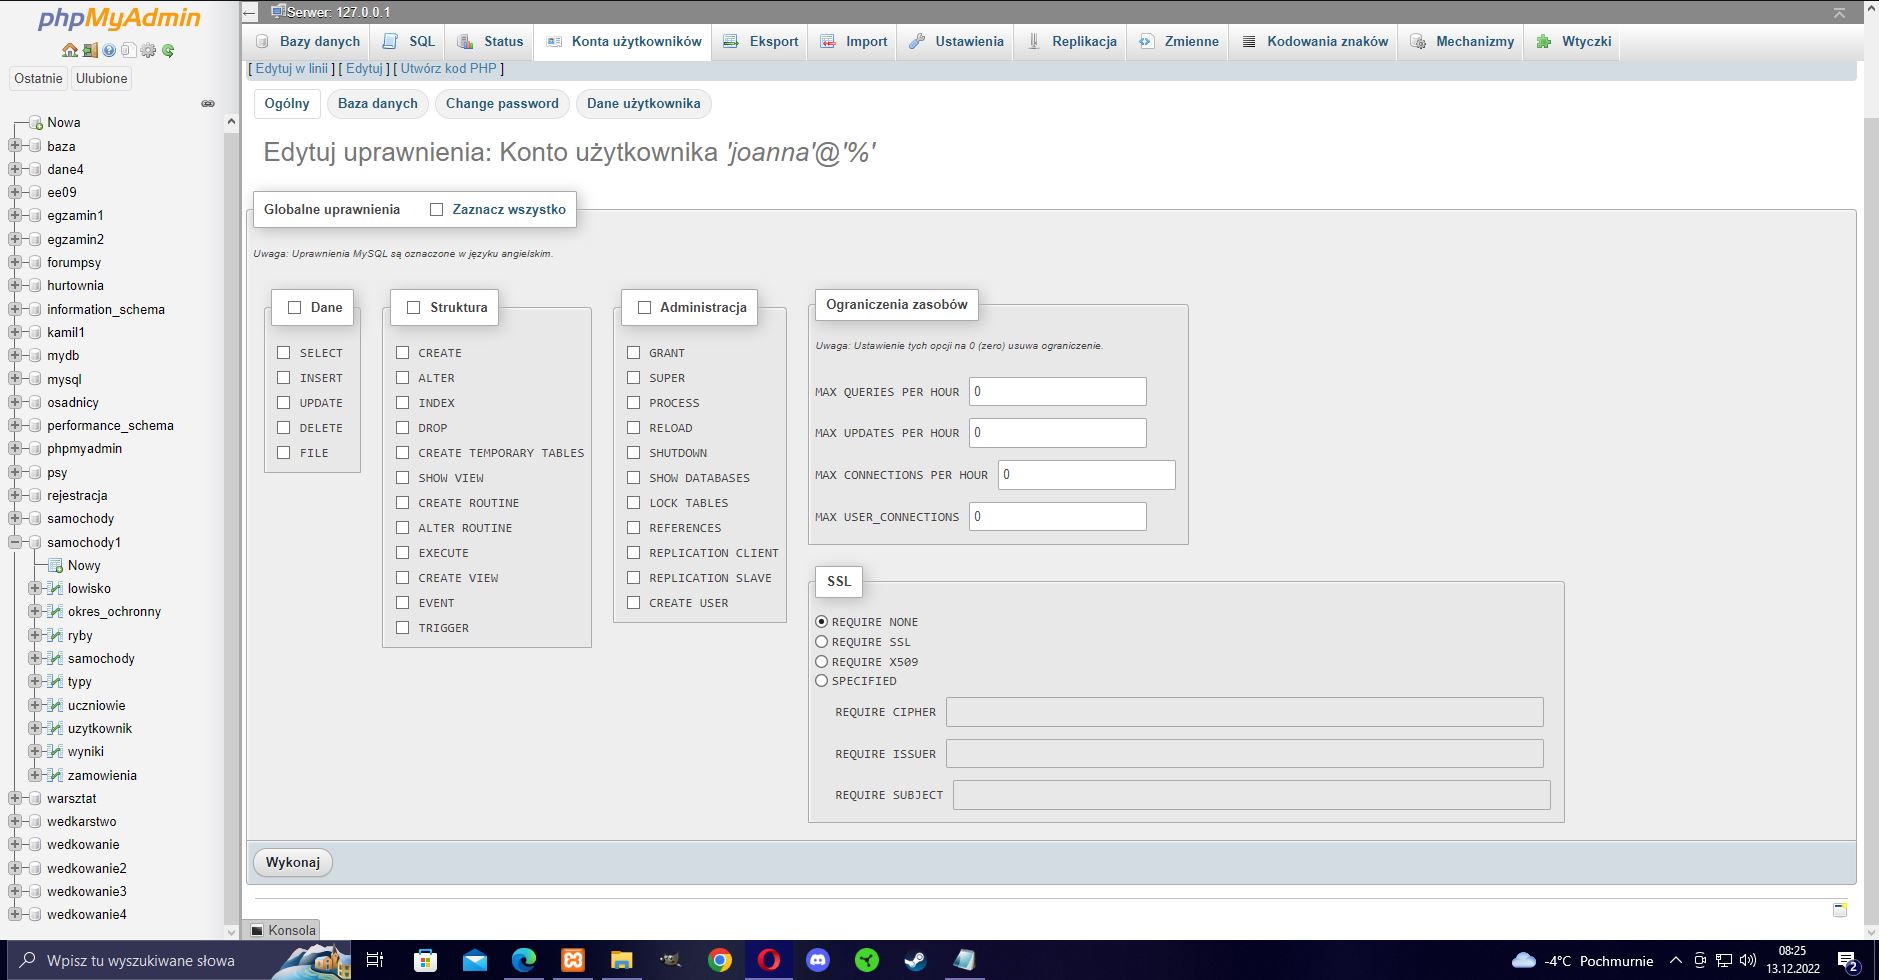 phpMyAdmin
Ostatnie Ulubione
Nowa
baza
dane4
ee09
egzamin1
egzamin2
forumpsy
hurtownia
information_schema
kamil1
mydb
mysql
osadnicy
performance_schema
phpmyadmin
psy
rejestracja
samochody
samochody1
Nowy
lowisko
okres_ochronny
ryby
samochody
typy
uczniowie
uzytkownik
wyniki
zamowienia
warsztat
wedkarstwo
wedkowanie
wedkowanie2
wedkowanie3
wedkowanie4
Serwer: 127.0.0.1
Bazy danych SQL Status Konta użytkowników Eksport Import Ustawienia Replikacja Zmienne Kodowania znaków Mechanizmy Wtyczki
[ Edytuj w linii ] [ Edytuj ] [ Utwórz kod PHP ]
Ogólny Baza danych Change password Dane użytkownika
Edytuj uprawnienia: Konto użytkownika 'joanna'@'%'
Globalne uprawnienia Zaznacz wszystko
Uwaga: Uprawnienia MySQL są oznaczone w języku angielskim.
Dane
SELECT
INSERT
UPDATE
DELETE
FILE
Struktura
CREATE
ALTER
INDEX
DROP
CREATE TEMPORARY TABLES
SHOW VIEW
CREATE ROUTINE
ALTER ROUTINE
EXECUTE
CREATE VIEW
EVENT
TRIGGER
Administracja
GRANT
SUPER
PROCESS
RELOAD
SHUTDOWN
SHOW DATABASES
LOCK TABLES
REFERENCES
REPLICATION CLIENT
REPLICATION SLAVE
CREATE USER
Ograniczenia zasobów
Uwaga: Ustawienie tych opcji na 0 (zero) usuwa ograniczenie.
MAX QUERIES PER HOUR 0
MAX UPDATES PER HOUR 0
MAX CONNECTIONS PER HOUR 0
MAX USER_CONNECTIONS 0
SSL
REQUIRE NONE
REQUIRE SSL
REQUIRE X509
SPECIFIED
REQUIRE CIPHER
REQUIRE ISSUER
REQUIRE SUBJECT
Wykonaj
Konsola
Wpisz tu wyszukiwane słowa
-4°C Pochmurnie
08:25
13.12.2022
2